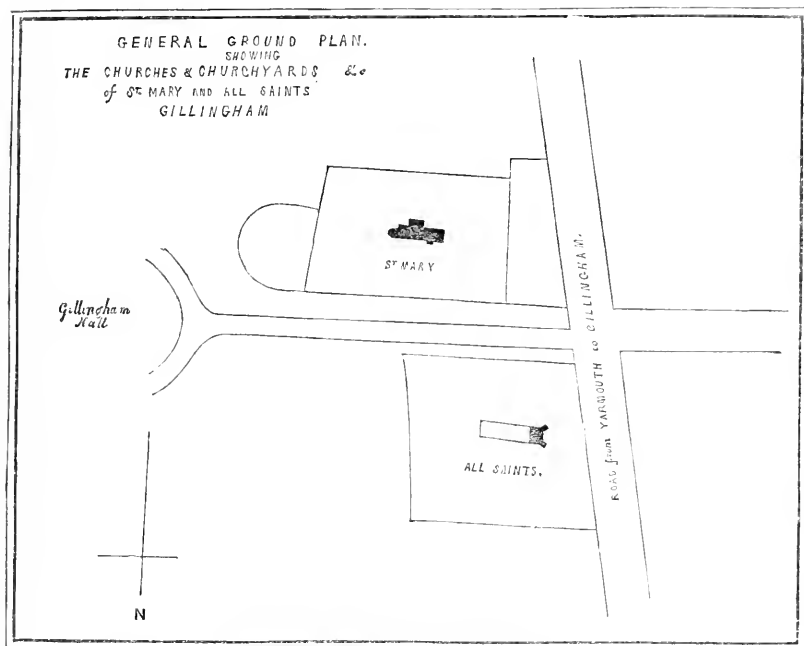 GENERAL GROUND PLAN.
SHOWING
THE CHURCHES & CHURCHYARDS &c
of ST MARY AND ALL SAINTS
GILLINGHAM
ST MARY
Gillingham
Hall
ROAD from YARMOUTH to GILLINGHAM.
ALL SAINTS.
N